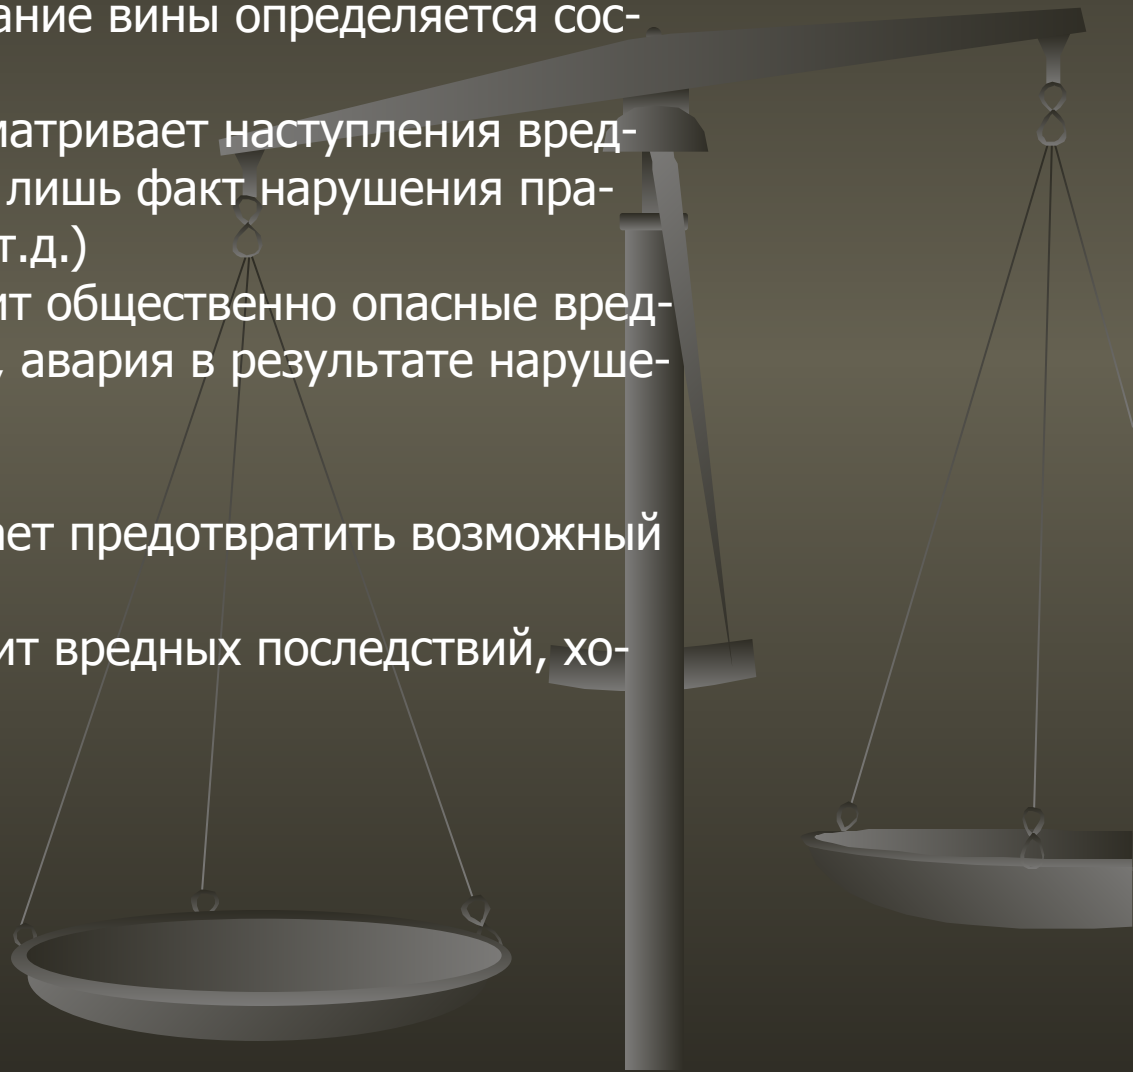 ание вины определяется сос-
матривает наступления вред-
лишь факт нарушения пра-
т.д.)
ит общественно опасные вред-
, авария в результате наруше-
ает предотвратить возможный
ит вредных последствий, хо-